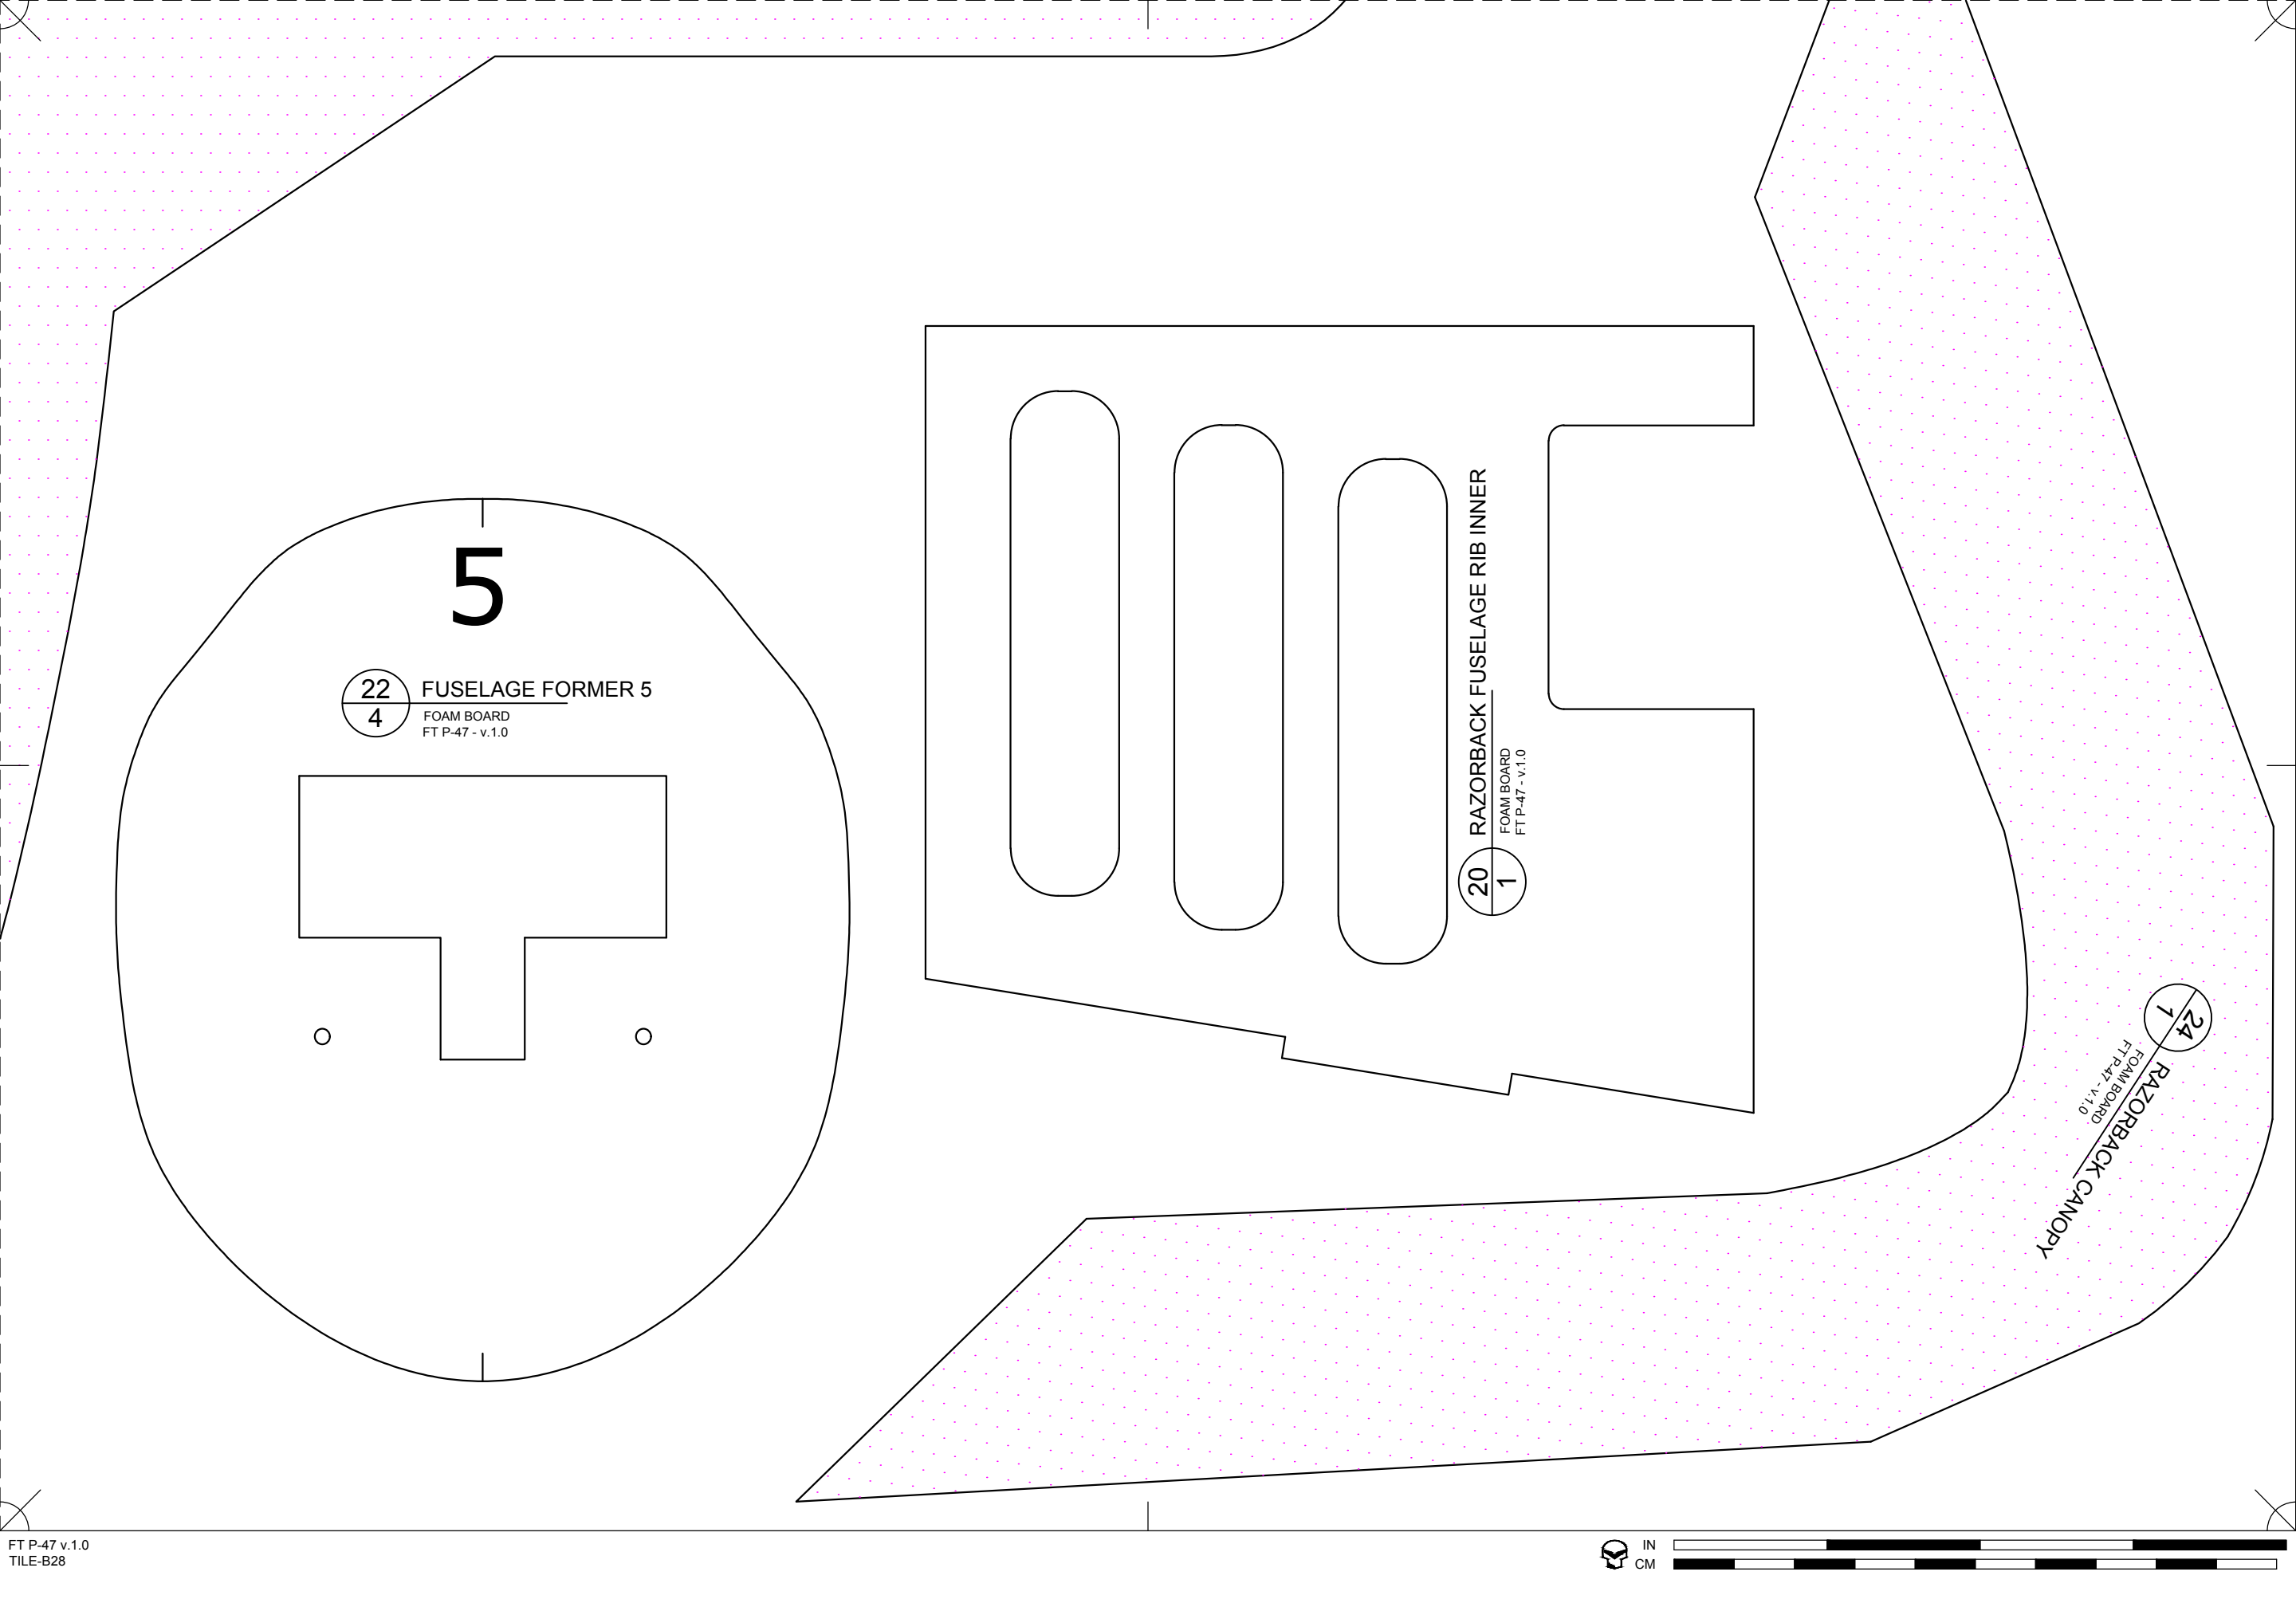 5
22
4
FUSELAGE FORMER 5
FOAM BOARD
FT P-47 - v.1.0
20
1
RAZORBACK FUSELAGE RIB INNER
FOAM BOARD
FT P-47 - v.1.0
24
1
RAZORBACK CANOPY
FOAM BOARD
FT P-47 - v.1.0
FT P-47 v.1.0
TILE-B28
IN
CM